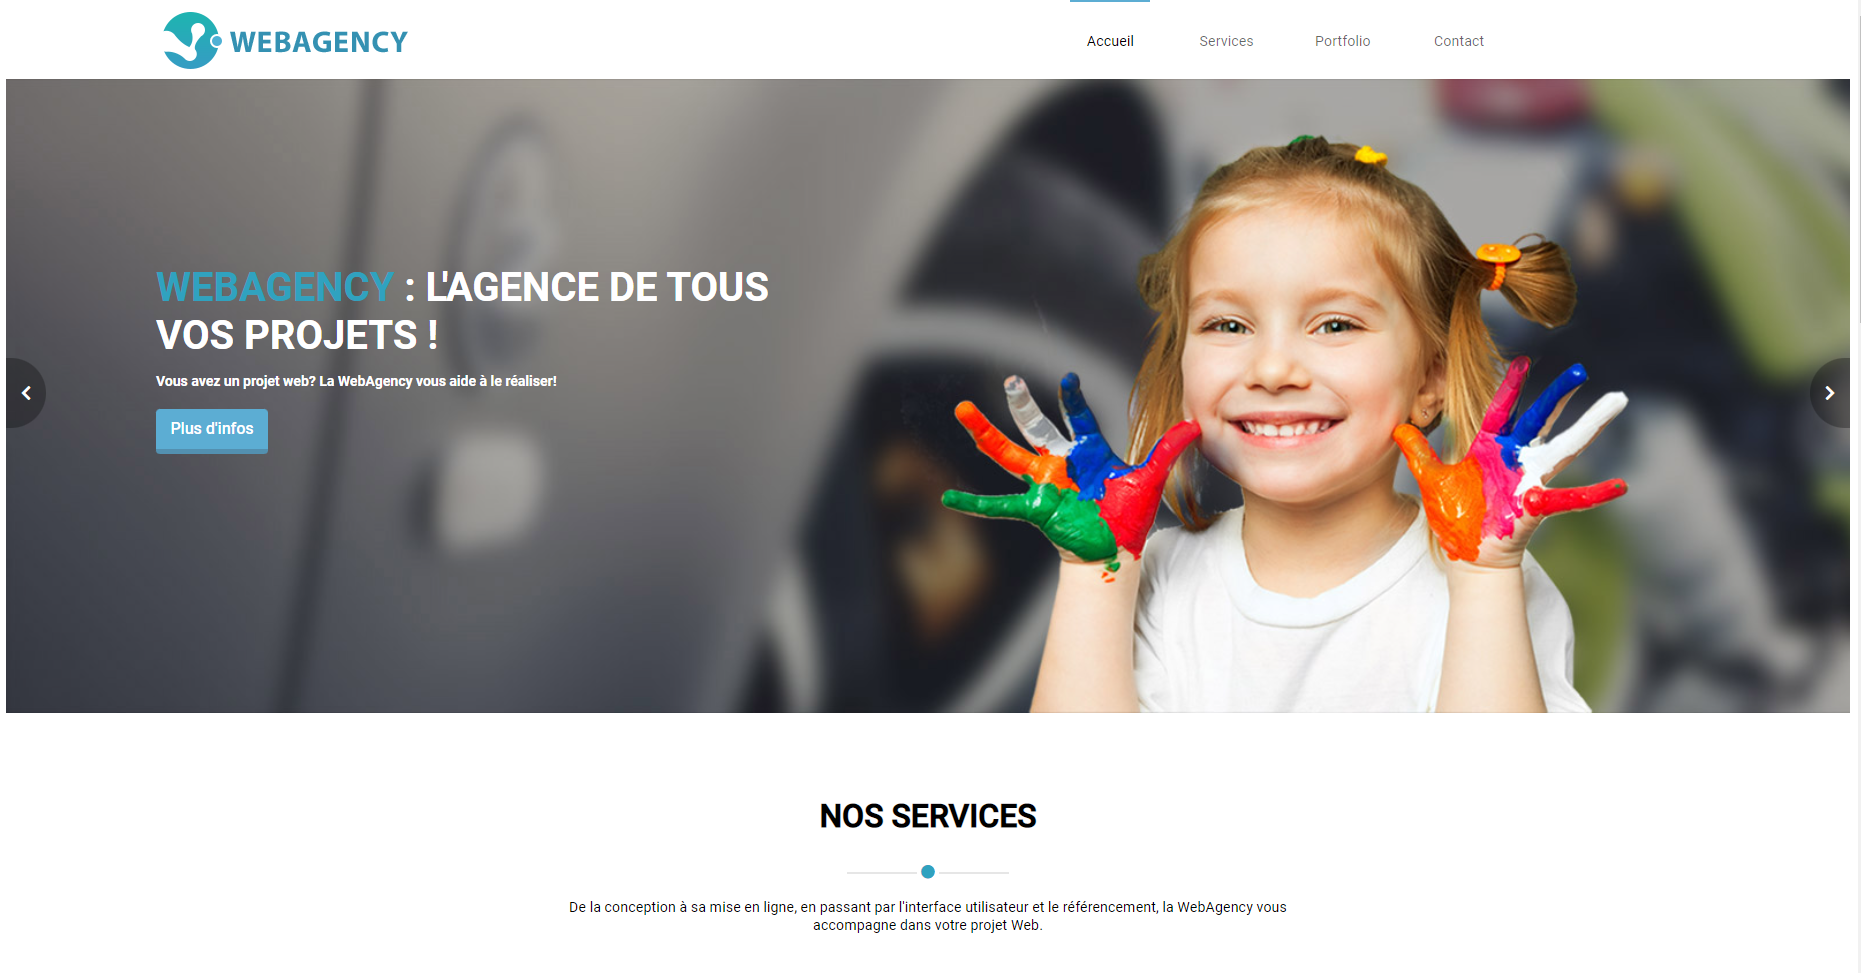 WEBAGENCY
Accueil
Services
Portfolio
Contact
WEBAGENCY : L'AGENCE DE TOUS
VOS PROJETS !
Vous avez un projet web? La WebAgency vous aide à le réaliser!
Plus d'infos
NOS SERVICES
De la conception à sa mise en ligne, en passant par l'interface utilisateur et le référencement, la WebAgency vous
accompagne dans votre projet Web.